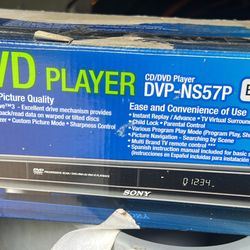 VD PLAYER
CD/DVD Player
DVP-NS57P
Picture Quality
Excellent drive mechanism provides
back/read data on warped or tilted discs
Custom Picture Mode • Sharpness Control
Ease and Convenience of Use
• Instant Replay / Advance • TV Virtual Surround
• Child Lock • Parental Control
• Various Program Play Mode (Program Play, Sh
• Picture Navigation • Searching by Scene
• Multi Brand TV remote control
• Spanish instruction manual included for basic
(Instrucciones en Español incluidas para instal
SONY
01234